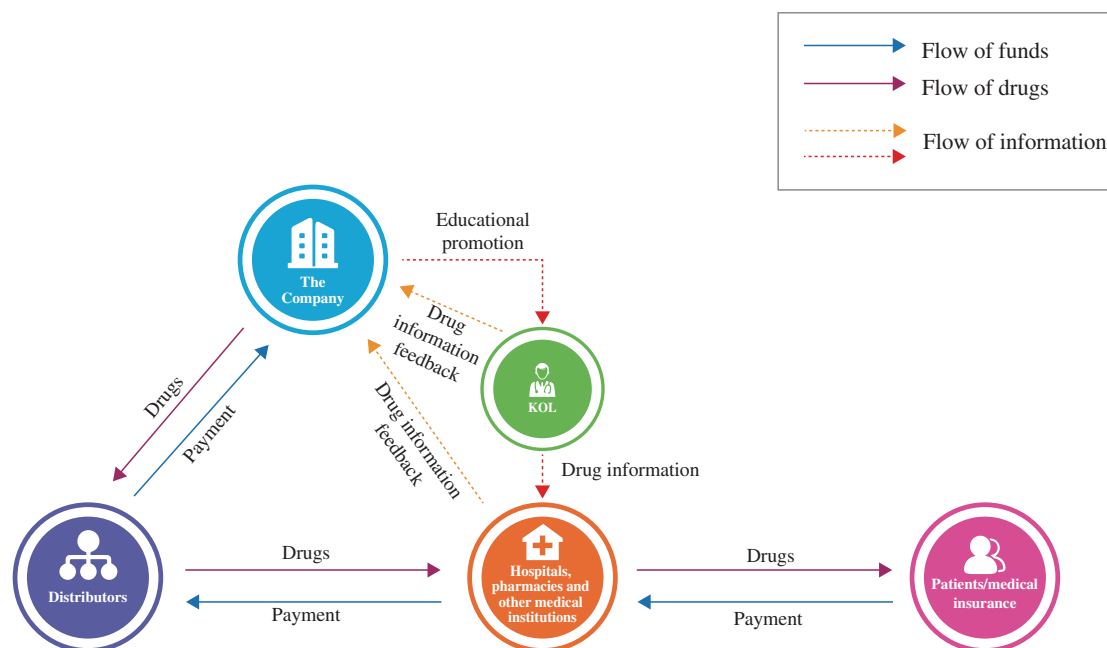 Flow of funds
Flow of drugs
Flow of information
Educational
promotion
The
Company
Drug
information
feedback
KOL
Drugs
Payment
Drug information
feedback
Drug information
Distributors
Drugs
Payment
Hospitals,
pharmacies and
other medical
institutions
Drugs
Payment
Patients/medical
insurance